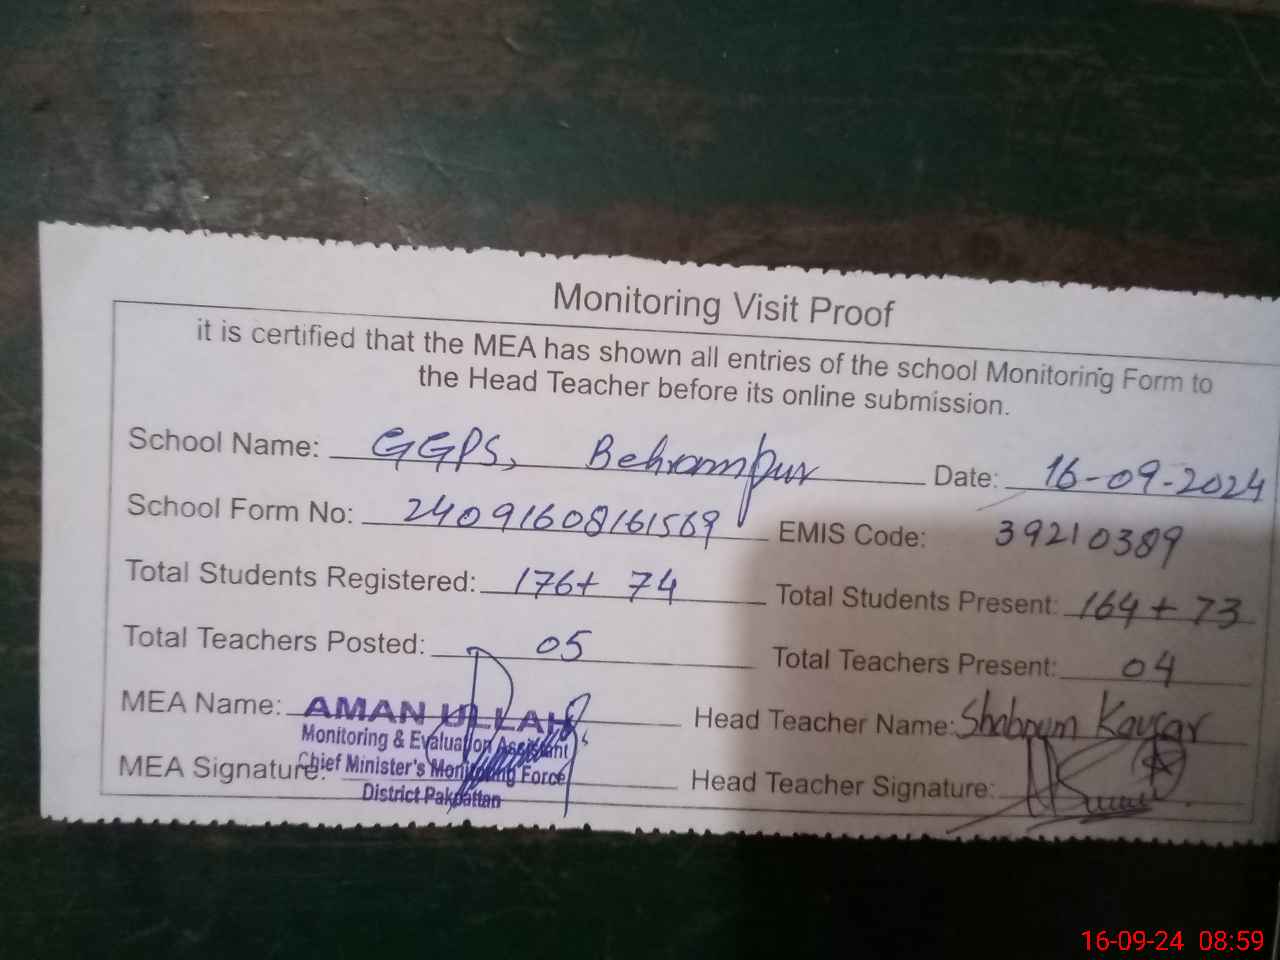 Monitoring Visit Proof
it is certified that the MEA has shown all entries of the school Monitoring Form to
the Head Teacher before its online submission.
School Name: GGPS, Behrampur Date: 16-09-2024
School Form No: 24091608161569 EMIS Code: 39210389
Total Students Registered: 176+ 74 Total Students Present: 164+73
Total Teachers Posted: 05 Total Teachers Present: 04
MEA Name: AMAN ULLAH Head Teacher Name: Kausar
Monitoring & Evaluation Assistant
MEA Signature: Chief Minister's Monitoring Force Head Teacher Signature:
District Pakpattan
16-09-24 08:59